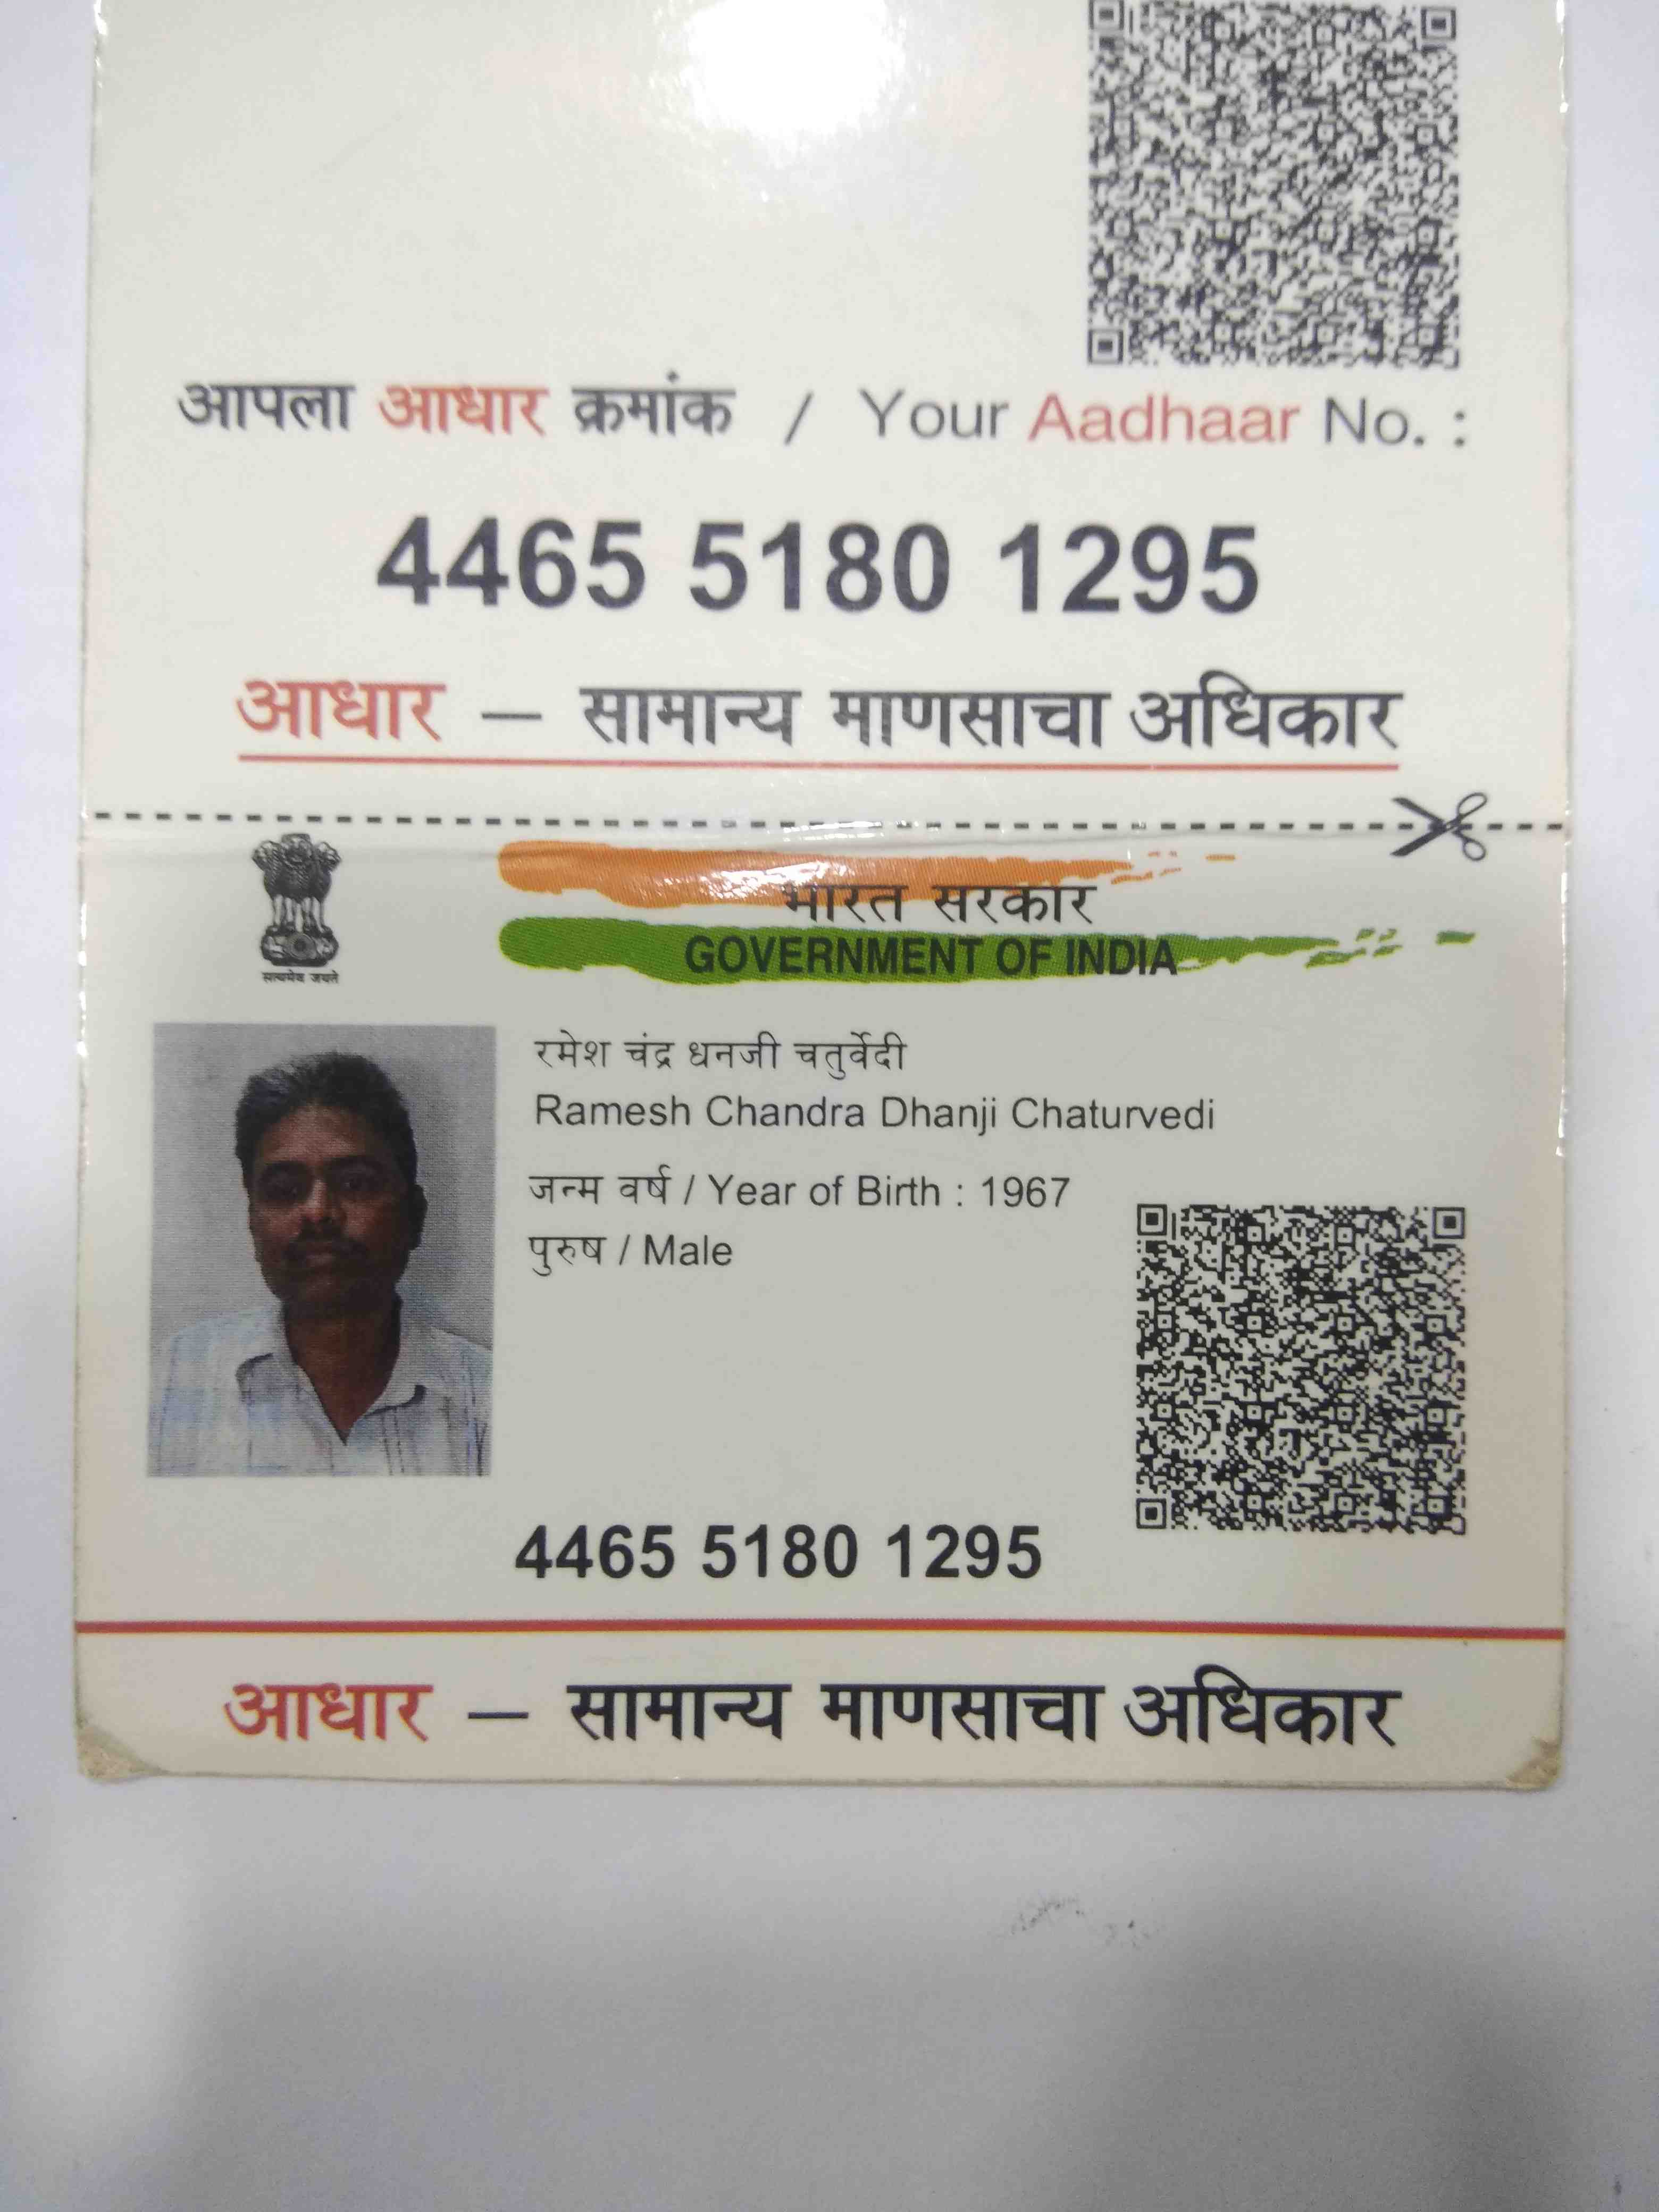 आपला आधार क्रमांक / Your Aadhaar No. :
4465 5180 1295
आधार — सामान्य माणसाचा अधिकार
सत्यमेव जयते
भारत सरकार
GOVERNMENT OF INDIA
रमेश चंद्र धनजी चतुर्वेदी
Ramesh Chandra Dhanji Chaturvedi
जन्म वर्ष / Year of Birth : 1967
पुरुष / Male
4465 5180 1295
आधार — सामान्य माणसाचा अधिकार